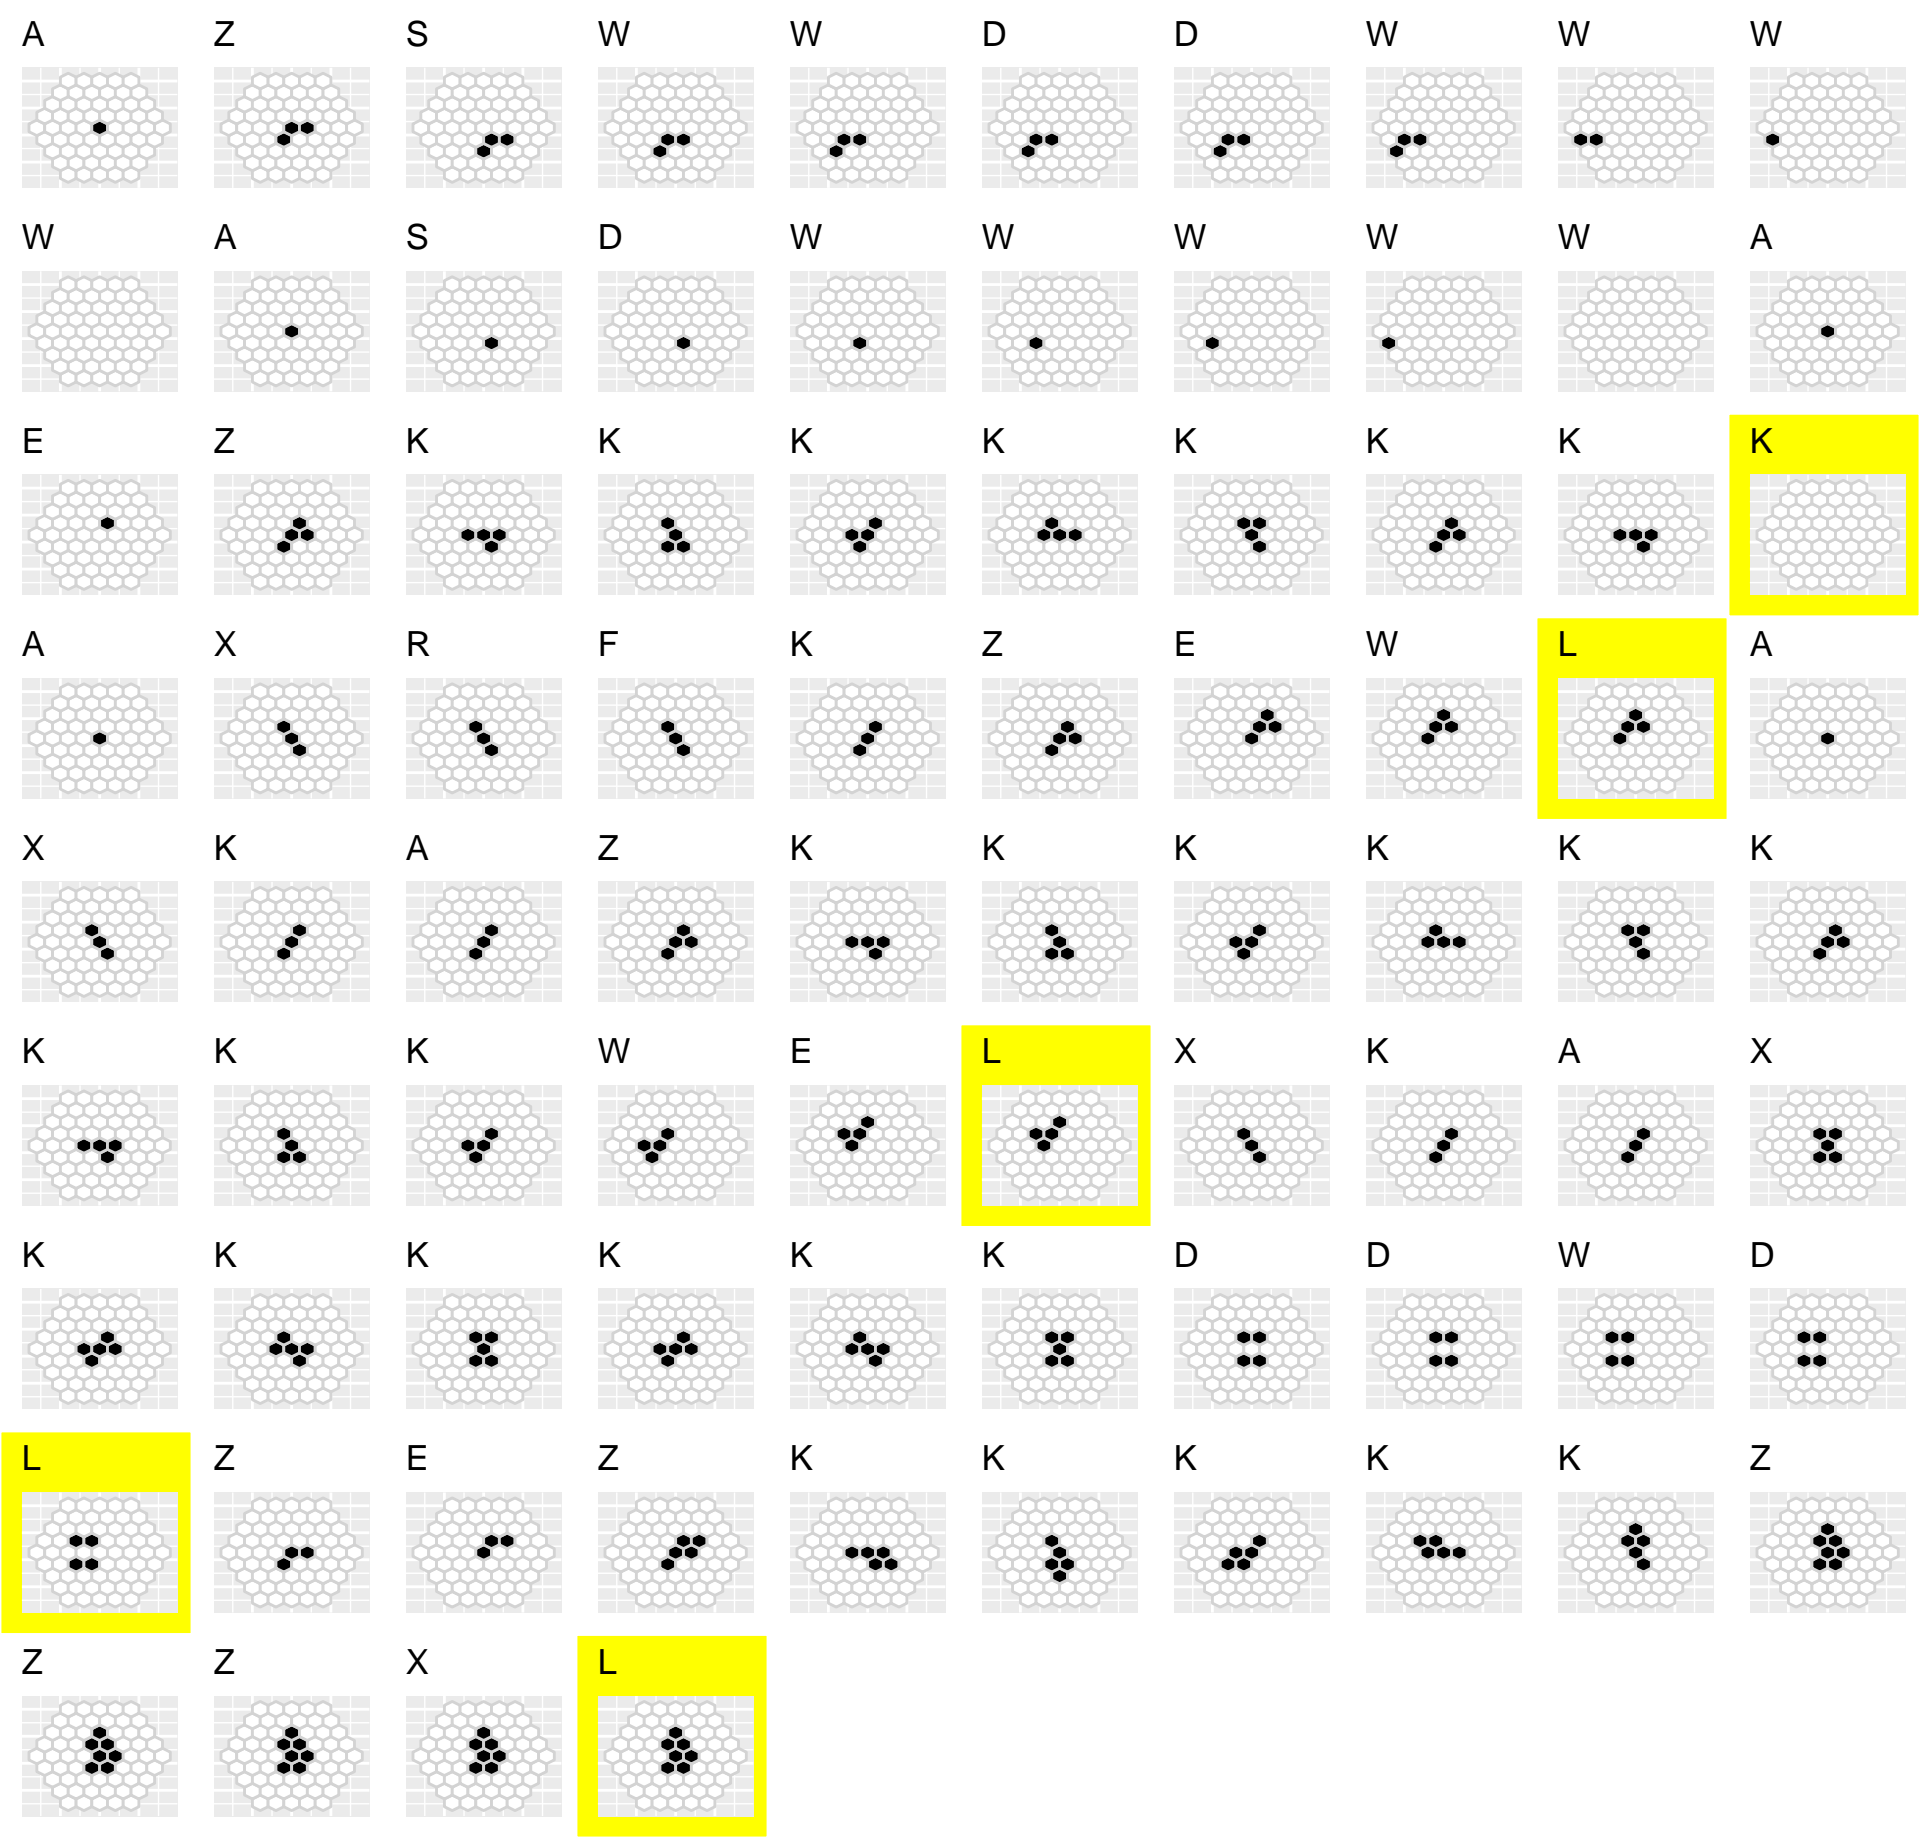 A Z S W W D D W W W
W A S D W W W W W A
E Z K K K K K K K K
A X R F K Z E W L A
X K A Z K K K K K K
K K K W E L X K A X
K K K K K K D D W D
L Z E Z K K K K K Z
Z Z X L